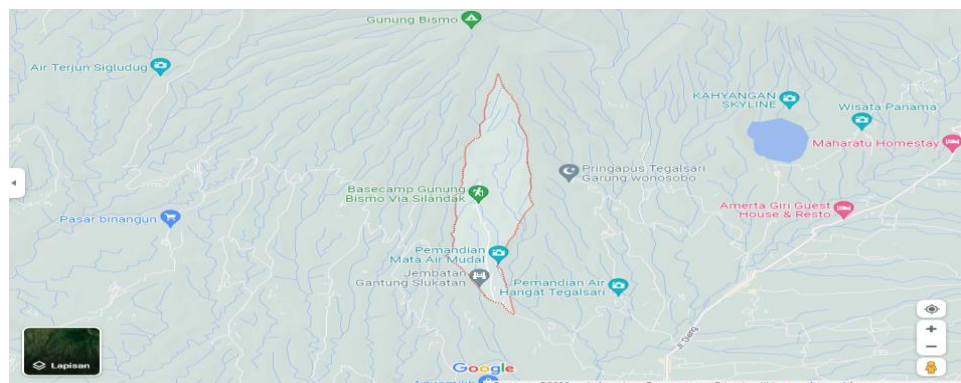 Gunung Bismo
Air Terjun Sigludug
KAHYANGAN
SKYLINE
Wisata Panama
Maharatu Homestay
Pringapus Tegalsari
Garung wonosobo
Basecamp Gunung
Bismo Via Silandak
Pasar binangun
Amerta Giri Guest
House & Resto
Pemandian
Mata Air Mudal
Jembatan
Gantung Slukatan
Pemandian Air
Hangat Tegalsari
Jl. Dieng
Lapisan
Google